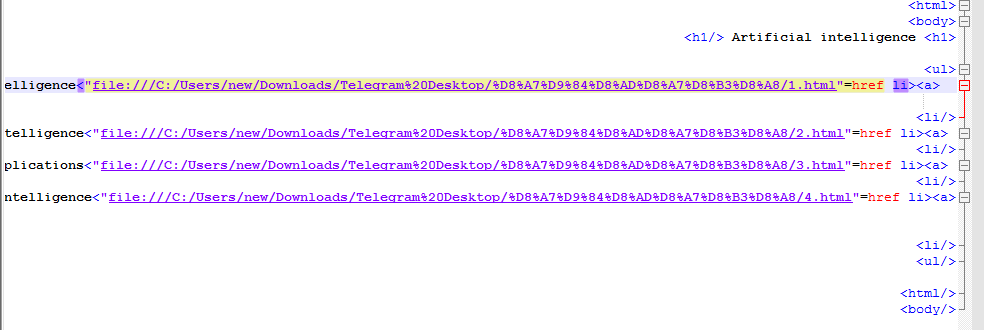 <html>
<body>
<h1/> Artificial intelligence <h1>
<ul>
elligence<"file:///C:/Users/new/Downloads/Telegram%20Desktop/%D8%A7%D9%84%D8%AD%D8%A7%D8%B3%D8%A8/1.html"=href li><a>
<li/>
telligence<"file:///C:/Users/new/Downloads/Telegram%20Desktop/%D8%A7%D9%84%D8%AD%D8%A7%D8%B3%D8%A8/2.html"=href li><a>
<li/>
plications<"file:///C:/Users/new/Downloads/Telegram%20Desktop/%D8%A7%D9%84%D8%AD%D8%A7%D8%B3%D8%A8/3.html"=href li><a>
<li/>
ntelligence<"file:///C:/Users/new/Downloads/Telegram%20Desktop/%D8%A7%D9%84%D8%AD%D8%A7%D8%B3%D8%A8/4.html"=href li><a>
<li/>
<ul/>
<html/>
<body/>